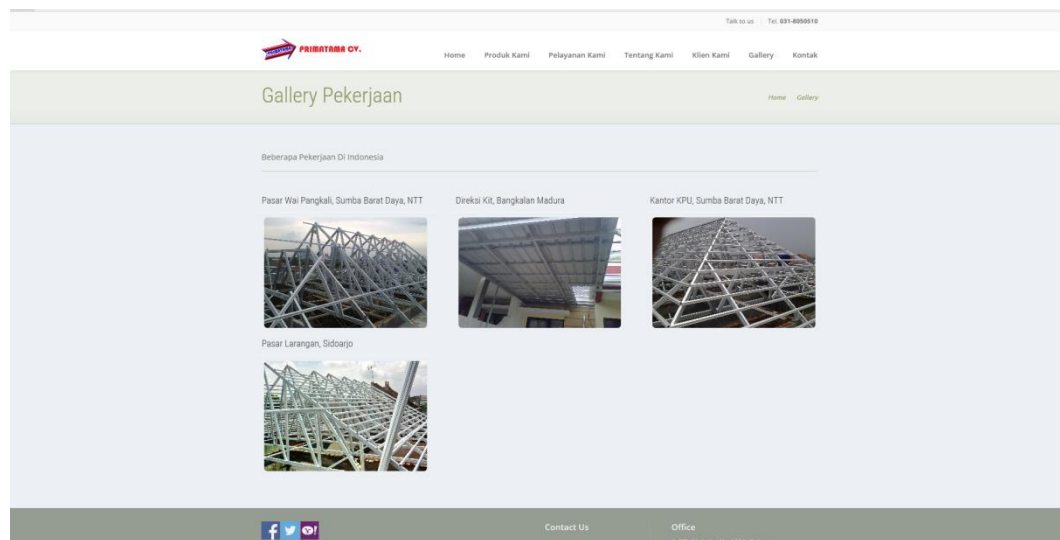 Talk to us Tel. 031-8050510
PRIMATAMA CV.
Home Produk Kami Pelayanan Kami Tentang Kami Klien Kami Gallery Kontak
Gallery Pekerjaan
Home Gallery
Beberapa Pekerjaan Di Indonesia
Pasar Wai Pangkali, Sumba Barat Daya, NTT
Direksi Kit, Bangkalan Madura
Kantor KPU, Sumba Barat Daya, NTT
Pasar Larangan, Sidoarjo
Contact Us
Office